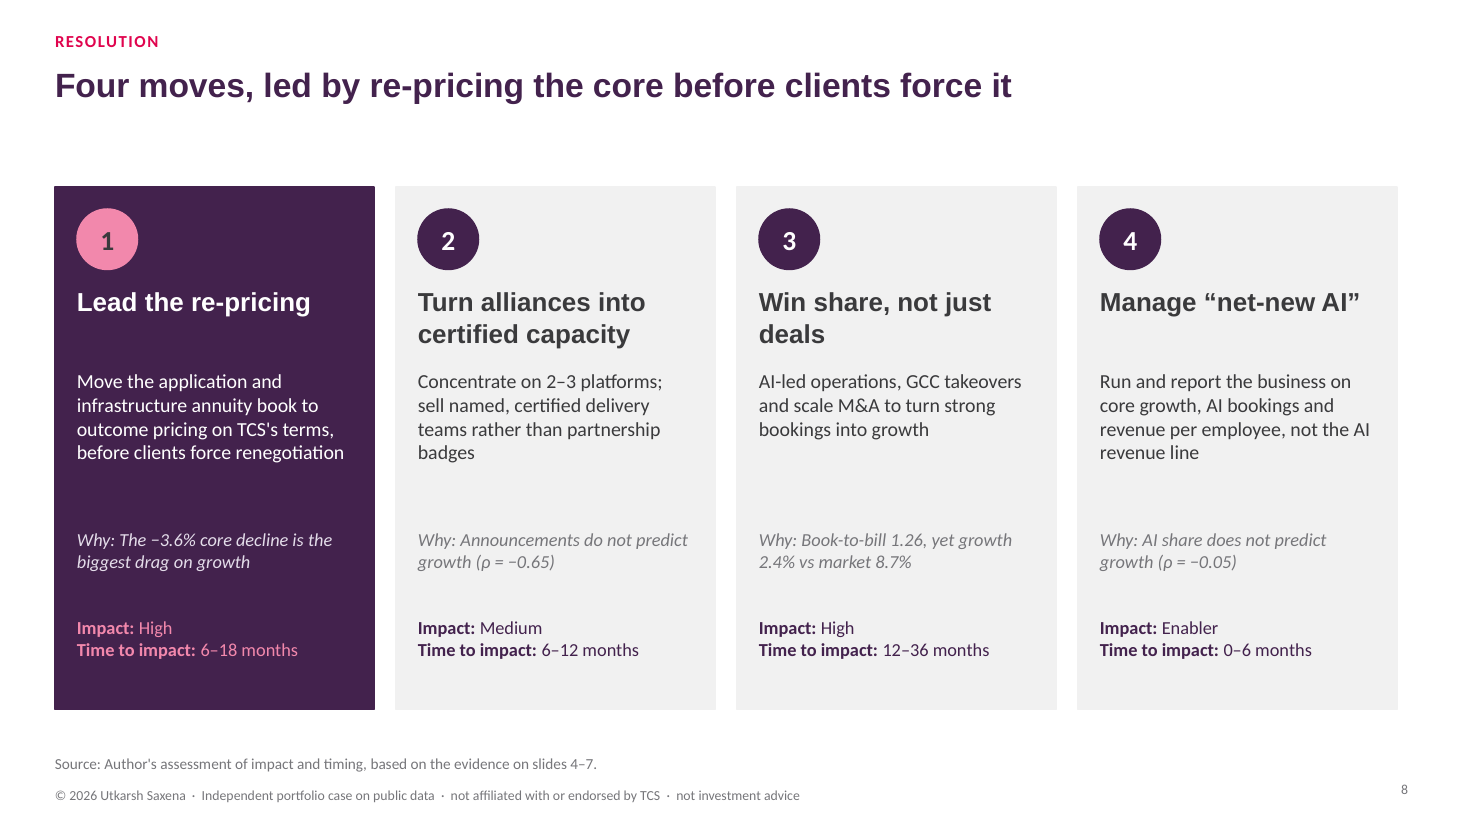 RESOLUTION
Four moves, led by re-pricing the core before clients force it
1
Lead the re-pricing
Move the application and
infrastructure annuity book to
outcome pricing on TCS's terms,
before clients force renegotiation
Why: The −3.6% core decline is the
biggest drag on growth
Impact: High
Time to impact: 6–18 months
2
Turn alliances into
certified capacity
Concentrate on 2–3 platforms;
sell named, certified delivery
teams rather than partnership
badges
Why: Announcements do not predict
growth (ρ = −0.65)
Impact: Medium
Time to impact: 6–12 months
3
Win share, not just
deals
AI-led operations, GCC takeovers
and scale M&A to turn strong
bookings into growth
Why: Book-to-bill 1.26, yet growth
2.4% vs market 8.7%
Impact: High
Time to impact: 12–36 months
4
Manage “net-new AI”
Run and report the business on
core growth, AI bookings and
revenue per employee, not the AI
revenue line
Why: AI share does not predict
growth (ρ = −0.05)
Impact: Enabler
Time to impact: 0–6 months
Source: Author's assessment of impact and timing, based on the evidence on slides 4–7.
© 2026 Utkarsh Saxena · Independent portfolio case on public data · not affiliated with or endorsed by TCS · not investment advice
8